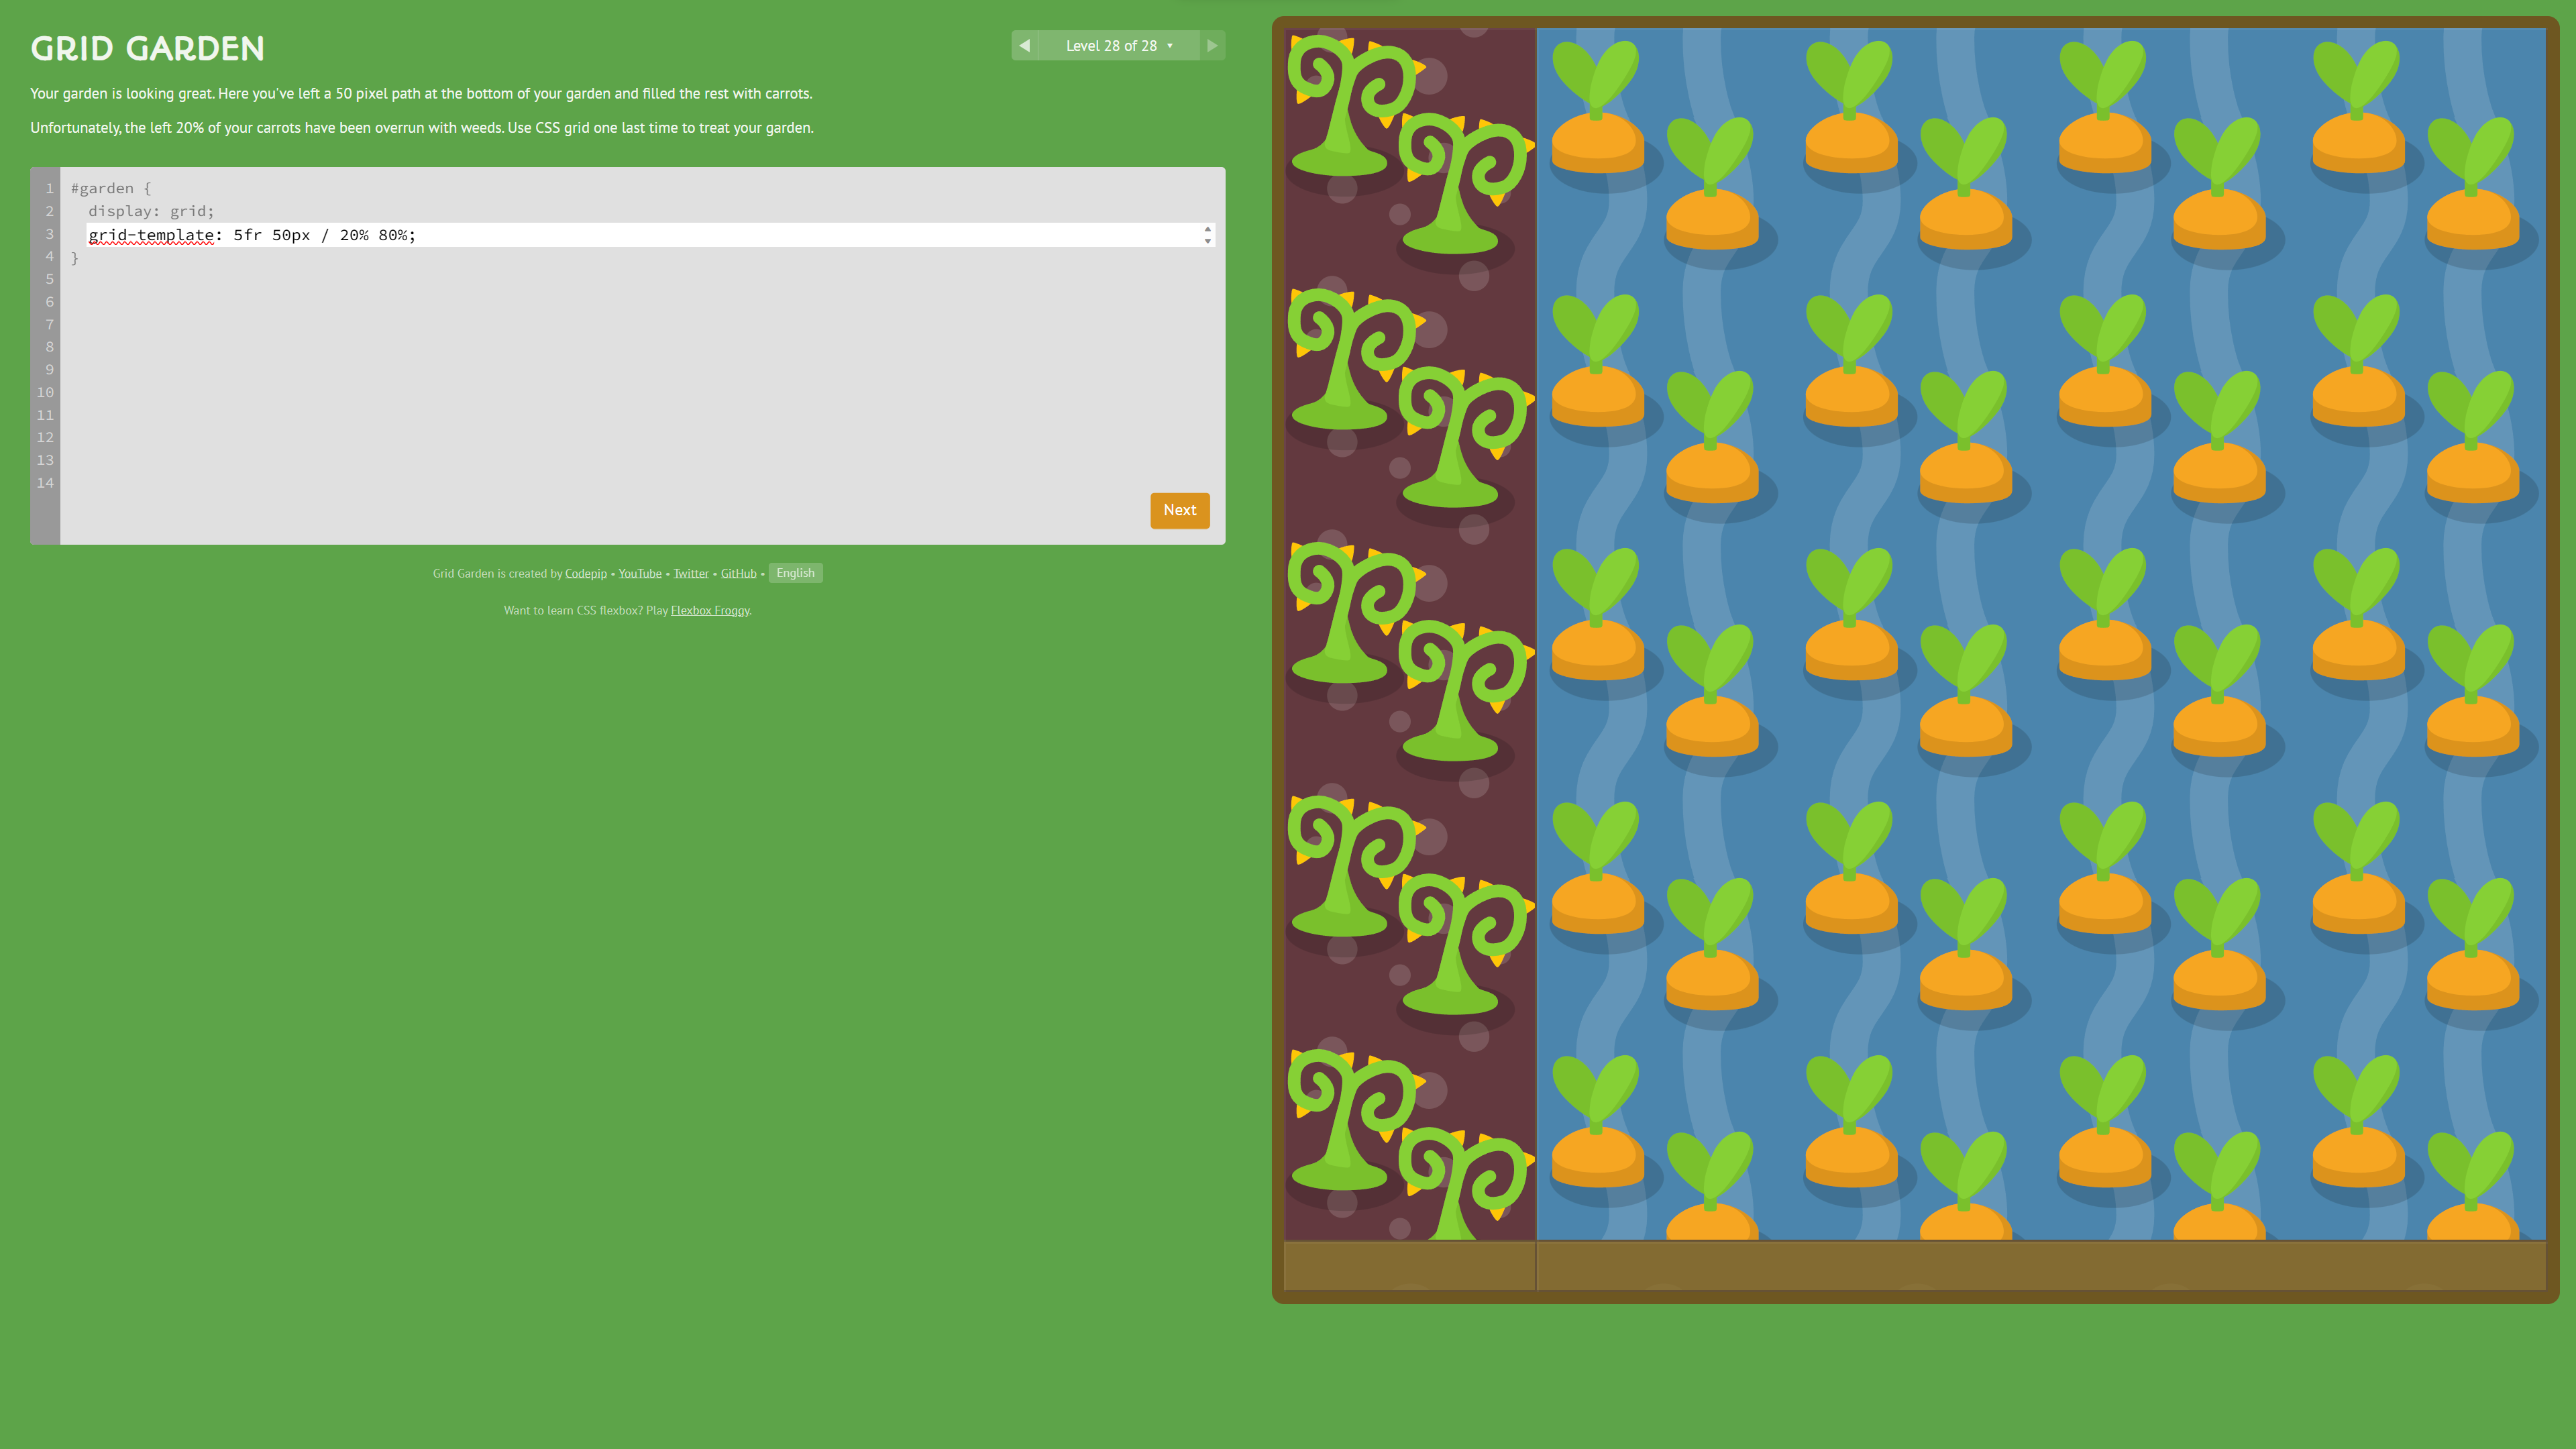 GRID GARDEN
◀ Level 28 of 28 ▼ ▶
Your garden is looking great. Here you've left a 50 pixel path at the bottom of your garden and filled the rest with carrots.
Unfortunately, the left 20% of your carrots have been overrun with weeds. Use CSS grid one last time to treat your garden.
1 #garden {
2 display: grid;
3 grid-template: 5fr 50px / 20% 80%;
4 }
5
6
7
8
9
10
11
12
13
14
Next
Grid Garden is created by Codepip • YouTube • Twitter • GitHub • English
Want to learn CSS flexbox? Play Flexbox Froggy.